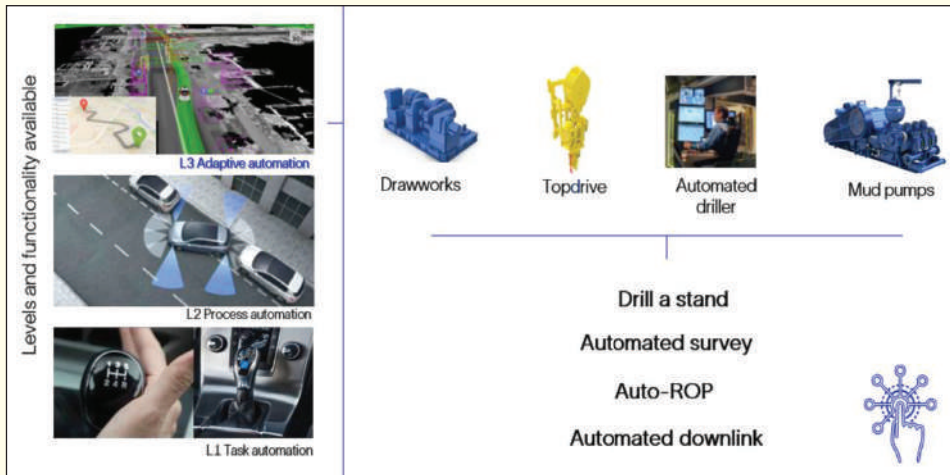 Levels and functionality available
L3 Adaptive automation
L2 Process automation
L1 Task automation
Drawworks
Topdrive
Automated
driller
Mud pumps
Drill a stand
Automated survey
Auto-ROP
Automated downlink